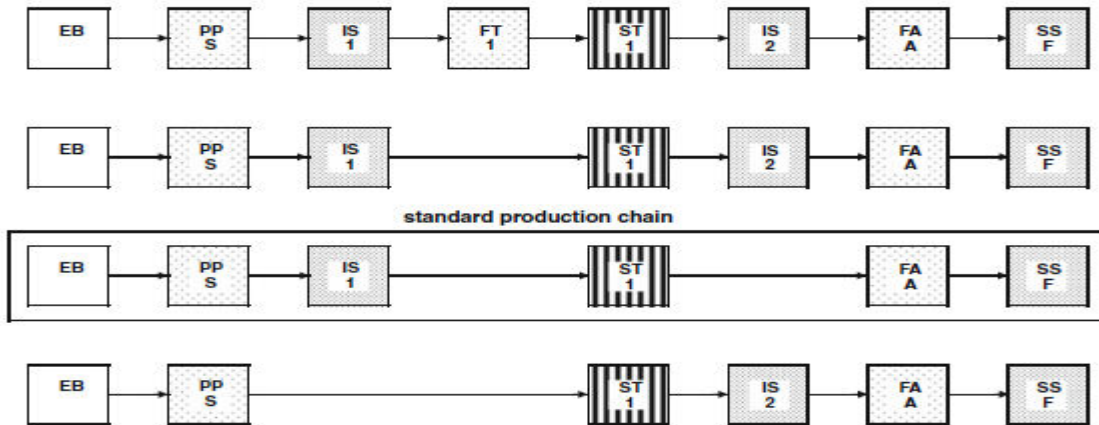 EB PP IS FT ST IS FA SS
S 1 1 1 2 A F
EB PP IS ST IS FA SS
S 1 1 2 A F
standard production chain
EB PP IS ST FA SS
S 1 1 A F
EB PP ST IS FA SS
S 1 2 A F